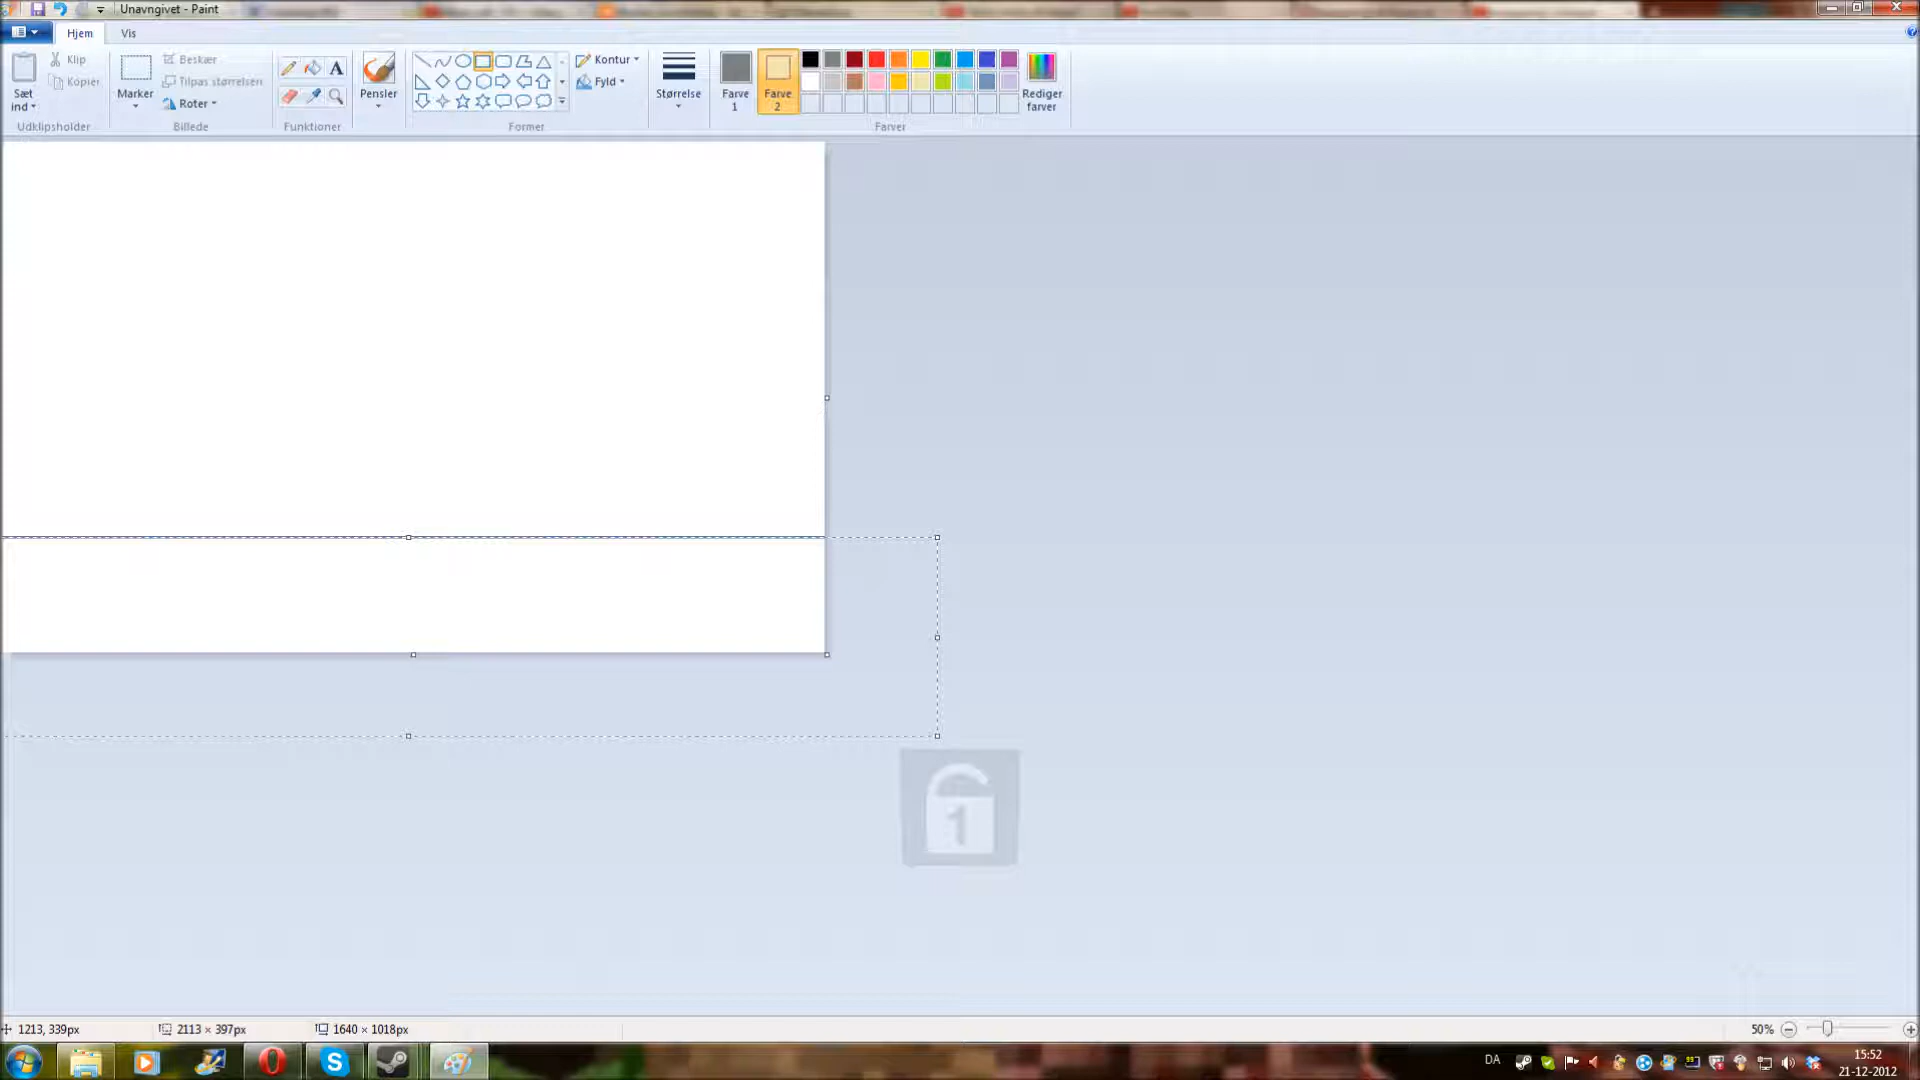 Unavngivet - Paint
Hjem
Vis
Klip
Kopier
Sæt
ind
Udklipsholder
Marker
Beskær
Tilpas størrelsen
Roter
Billede
A
Funktioner
Pensler
Kontur
Fyld
Former
Størrelse
Farve
1
Farve
2
Rediger
farver
Farver
1
1213, 339px
2113 × 397px
1640 × 1018px
50%
DA
15:52
21-12-2012